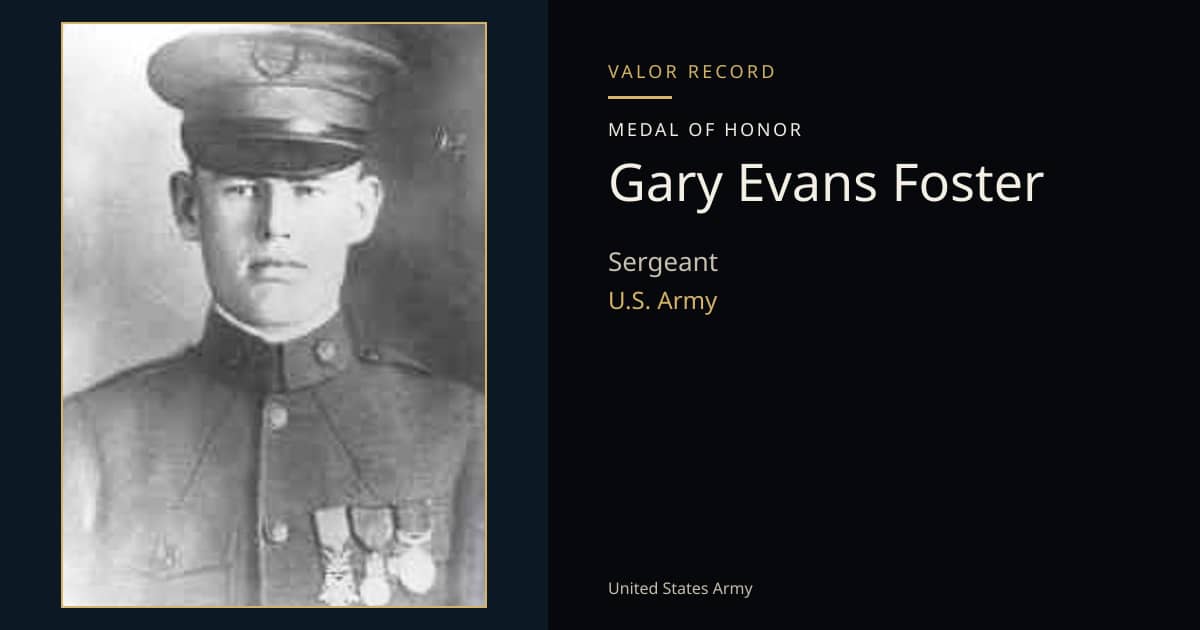 VALOR RECORD
MEDAL OF HONOR
Gary Evans Foster
Sergeant
U.S. Army
United States Army